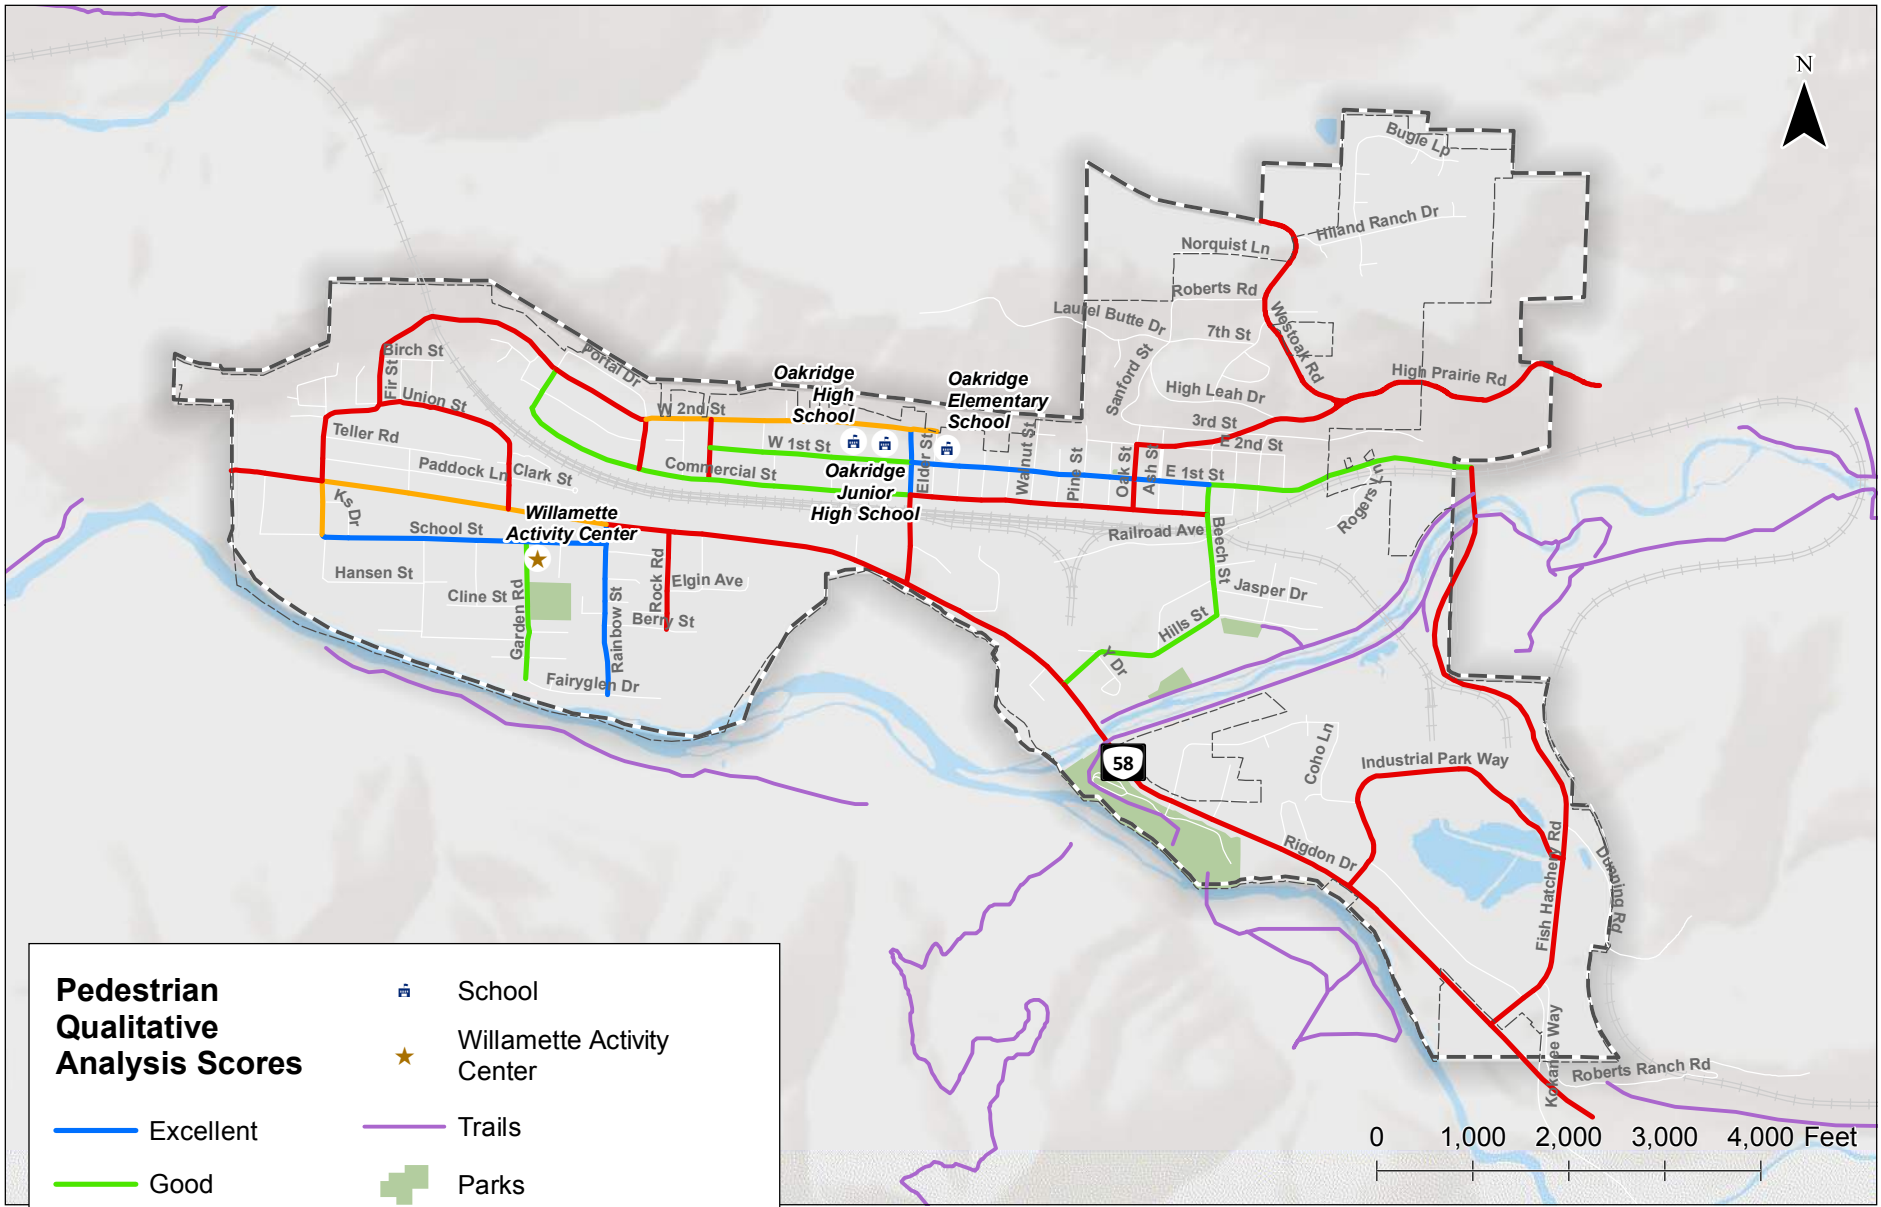 N
Bugle Lp
Hiland Ranch Dr
Norquist Ln
Roberts Rd
Laurel Butte Dr
7th St
Westoak Rd
Sanford St
High Prairie Rd
High Leah Dr
3rd St
E 2nd St
Birch St
Fir St
Union St
Portal Dr
W 2nd St
Oakridge
High
School
Oakridge
Elementary
School
Teller Rd
Paddock Ln
Clark St
W 1st St
Commercial St
Oakridge
Junior
High School
Elder St
Walnut St
Pine St
Oak St
Ash St
E 1st St
Rogers Ln
Ks Dr
School St
Willamette
Activity Center
Railroad Ave
Beech St
Hansen St
Cline St
Garden Rd
Rainbow St
Rock Rd
Elgin Ave
Berry St
Jasper Dr
Hills St
Y Dr
Fairyglen Dr
58
Coho Ln
Industrial Park Way
Rigdon Dr
Fish Hatchery Rd
Dunning Rd
Kokanee Way
Roberts Ranch Rd
Pedestrian
Qualitative
Analysis Scores
School
Willamette Activity
Center
Excellent
Trails
Good
Parks
0 1,000 2,000 3,000 4,000 Feet